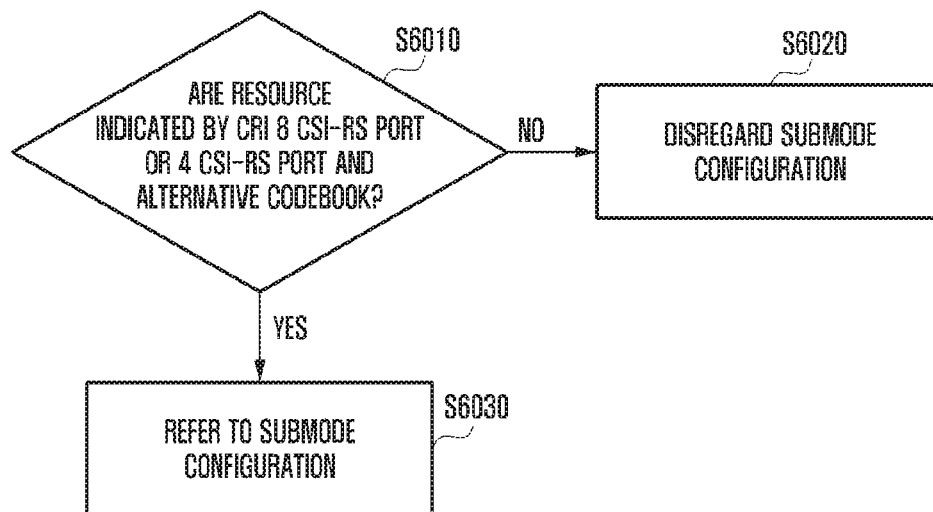 S6010
ARE RESOURCE
INDICATED BY CRI 8 CSI-RS PORT
OR 4 CSI-RS PORT AND
ALTERNATIVE CODEBOOK?
NO
S6020
DISREGARD SUBMODE
CONFIGURATION
YES
S6030
REFER TO SUBMODE
CONFIGURATION